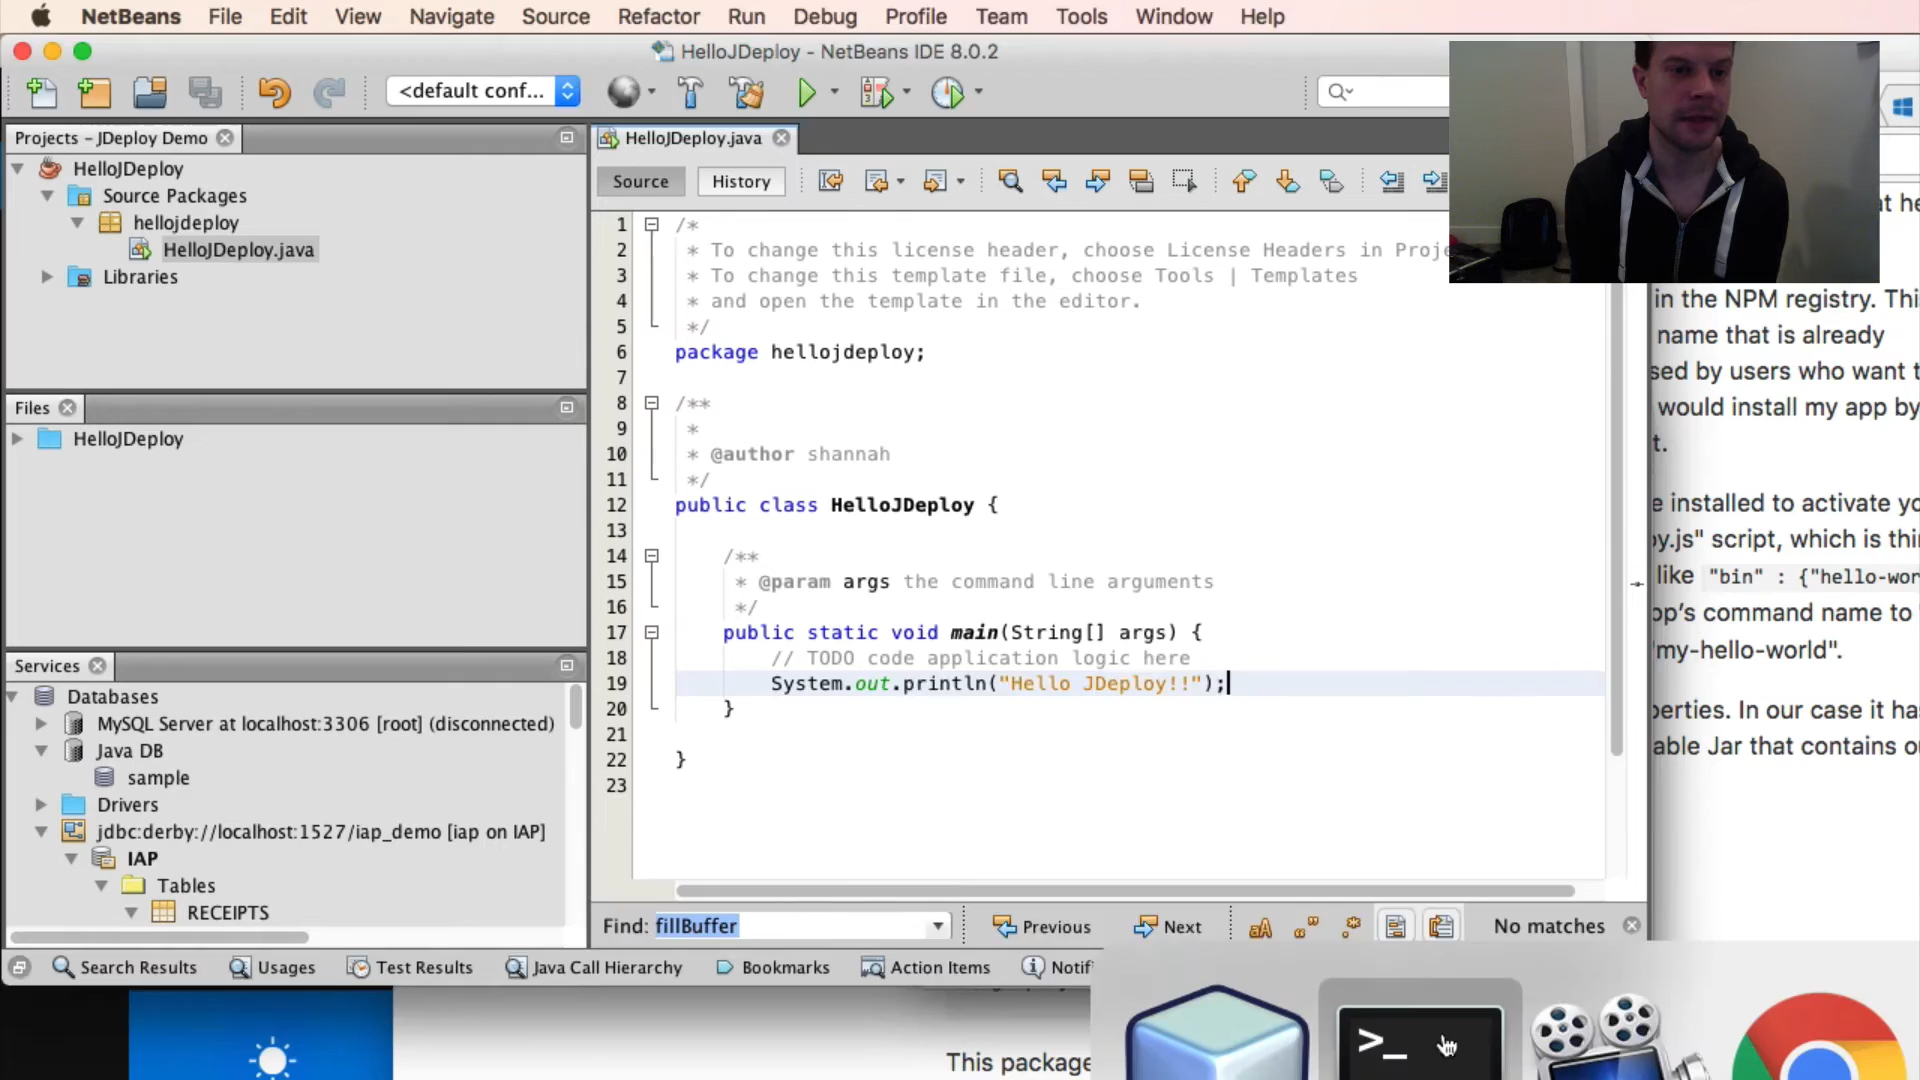 NetBeans File Edit View Navigate Source Refactor Run Debug Profile Team Tools Window Help
HelloJDeploy - NetBeans IDE 8.0.2
<default conf...
Projects - JDeploy Demo
HelloJDeploy
Source Packages
hellojdeploy
HelloJDeploy.java
Libraries
Files
HelloJDeploy
Services
Databases
MySQL Server at localhost:3306 [root] (disconnected)
Java DB
sample
Drivers
jdbc:derby://localhost:1527/iap_demo [iap on IAP]
IAP
Tables
RECEIPTS
HelloJDeploy.java
Source History
1 /*
2 * To change this license header, choose License Headers in Proje
3 * To change this template file, choose Tools | Templates
4 * and open the template in the editor.
5 */
6 package hellojdeploy;
7
8 /**
9 *
10 * @author shannah
11 */
12 public class HelloJDeploy {
13
14 /**
15 * @param args the command line arguments
16 */
17 public static void main(String[] args) {
18 // TODO code application logic here
19 System.out.println("Hello JDeploy!!");
20 }
21
22 }
23
Find: fillBuffer Previous Next aA No matches
Search Results Usages Test Results Java Call Hierarchy Bookmarks Action Items Notif
at he
in the NPM registry. This
name that is already
sed by users who want t
would install my app by
t.
e installed to activate yo
oy.js" script, which is thi
like "bin" : {"hello-wor
pp's command name to
"my-hello-world".
perties. In our case it has
able Jar that contains o
This package
>_